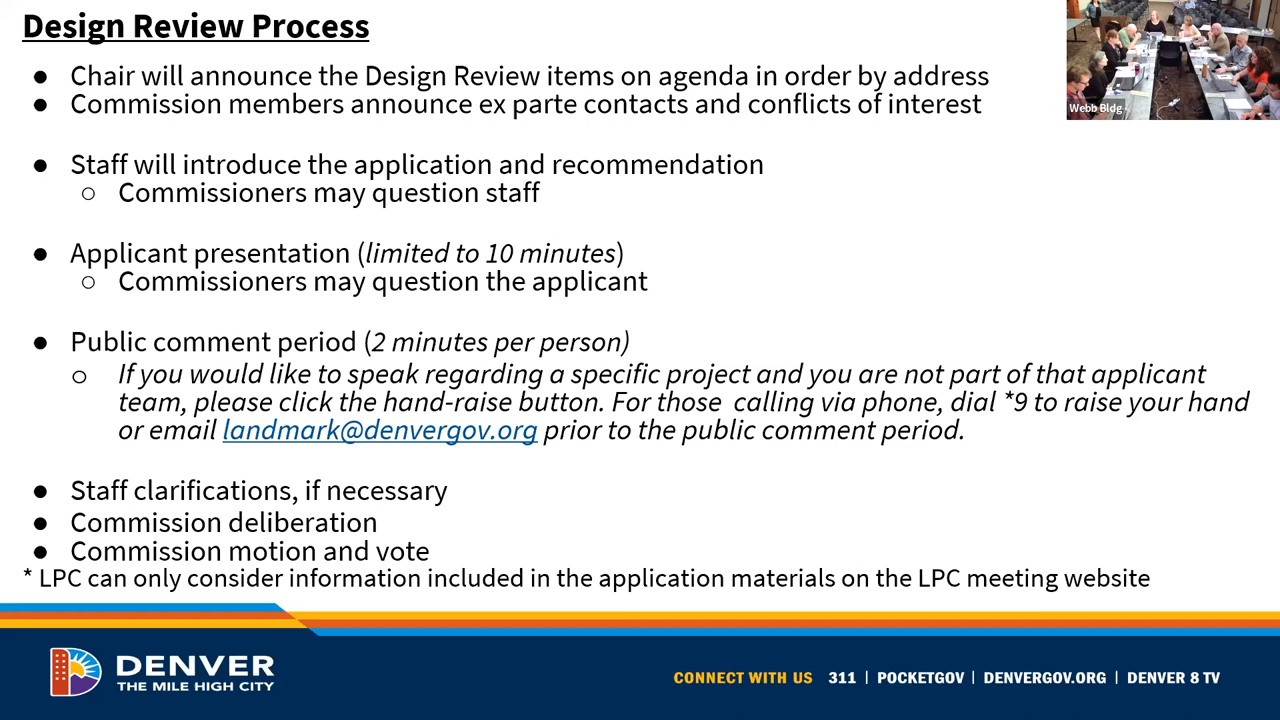 Design Review Process
● Chair will announce the Design Review items on agenda in order by address
● Commission members announce ex parte contacts and conflicts of interest
● Staff will introduce the application and recommendation
○ Commissioners may question staff
● Applicant presentation (limited to 10 minutes)
○ Commissioners may question the applicant
● Public comment period (2 minutes per person)
○ If you would like to speak regarding a specific project and you are not part of that applicant
team, please click the hand-raise button. For those calling via phone, dial *9 to raise your hand
or email landmark@denvergov.org prior to the public comment period.
● Staff clarifications, if necessary
● Commission deliberation
● Commission motion and vote
* LPC can only consider information included in the application materials on the LPC meeting website
Webb Bldg -
DENVER
THE MILE HIGH CITY
CONNECT WITH US 311 | POCKETGOV | DENVERGOV.ORG | DENVER 8 TV